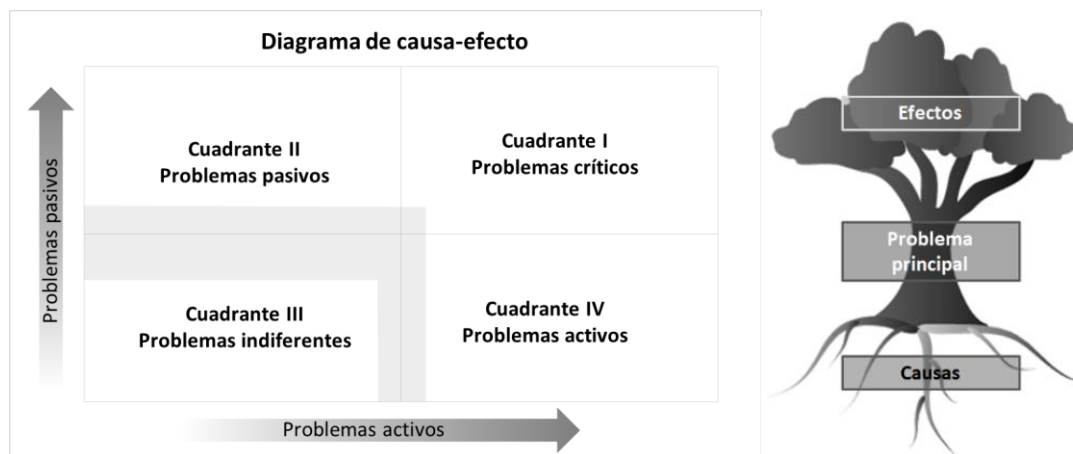 Diagrama de causa-efecto
Problemas pasivos
Cuadrante II
Problemas pasivos
Cuadrante I
Problemas críticos
Cuadrante III
Problemas indiferentes
Cuadrante IV
Problemas activos
Problemas activos
Efectos
Problema
principal
Causas